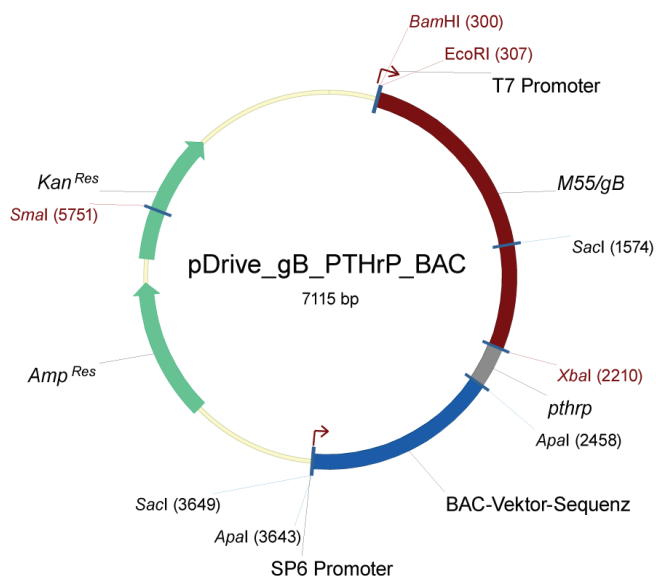 BamHI (300)
EcoRI (307)
T7 Promoter
Kan Res
M55/gB
SmaI (5751)
SacI (1574)
pDrive_gB_PTHrP_BAC
7115 bp
Amp Res
XbaI (2210)
pthrp
ApaI (2458)
BAC-Vektor-Sequenz
SacI (3649)
ApaI (3643)
SP6 Promoter